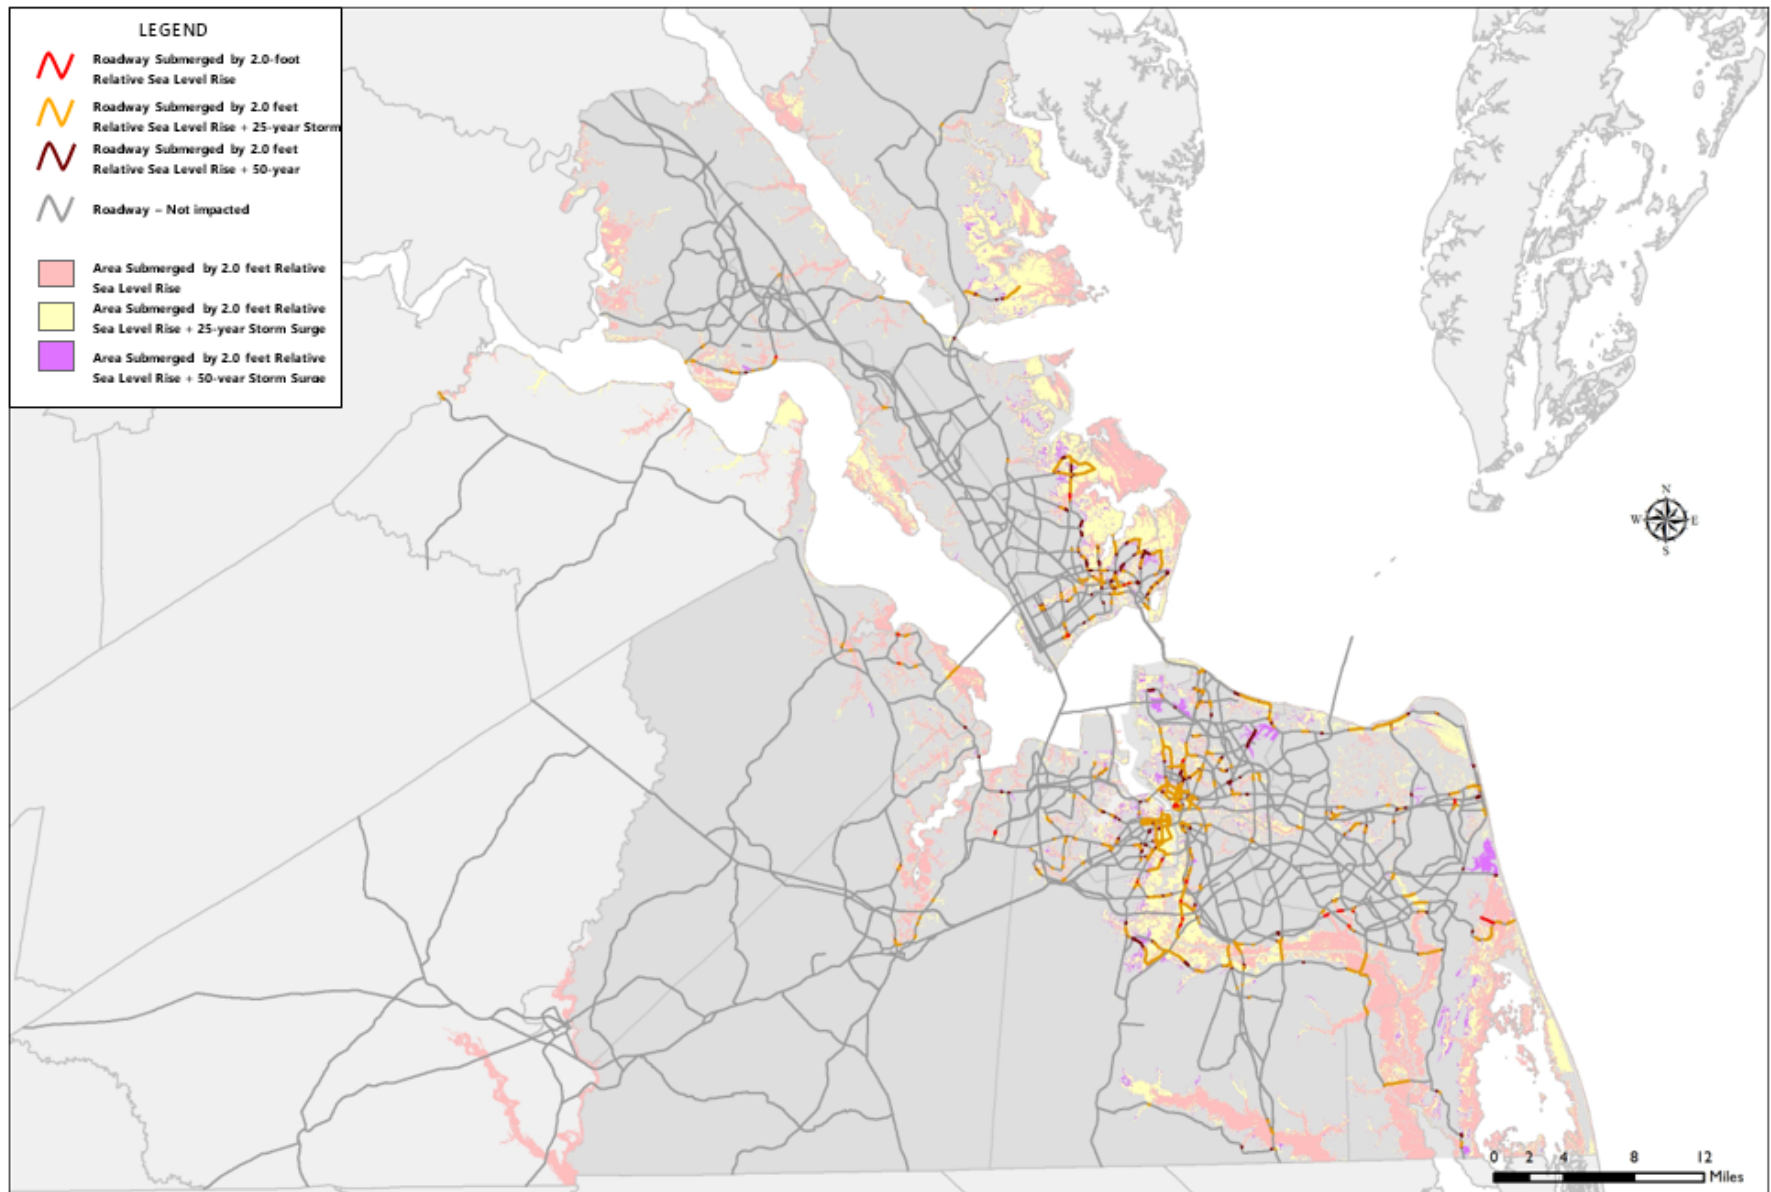 LEGEND
Roadway Submerged by 2.0-foot
Relative Sea Level Rise
Roadway Submerged by 2.0 feet
Relative Sea Level Rise + 25-year Storm
Roadway Submerged by 2.0 feet
Relative Sea Level Rise + 50-year
Roadway – Not impacted
Area Submerged by 2.0 feet Relative
Sea Level Rise
Area Submerged by 2.0 feet Relative
Sea Level Rise + 25-year Storm Surge
Area Submerged by 2.0 feet Relative
Sea Level Rise + 50-year Storm Surge
N
W E
S
0 2 4 8 12
Miles